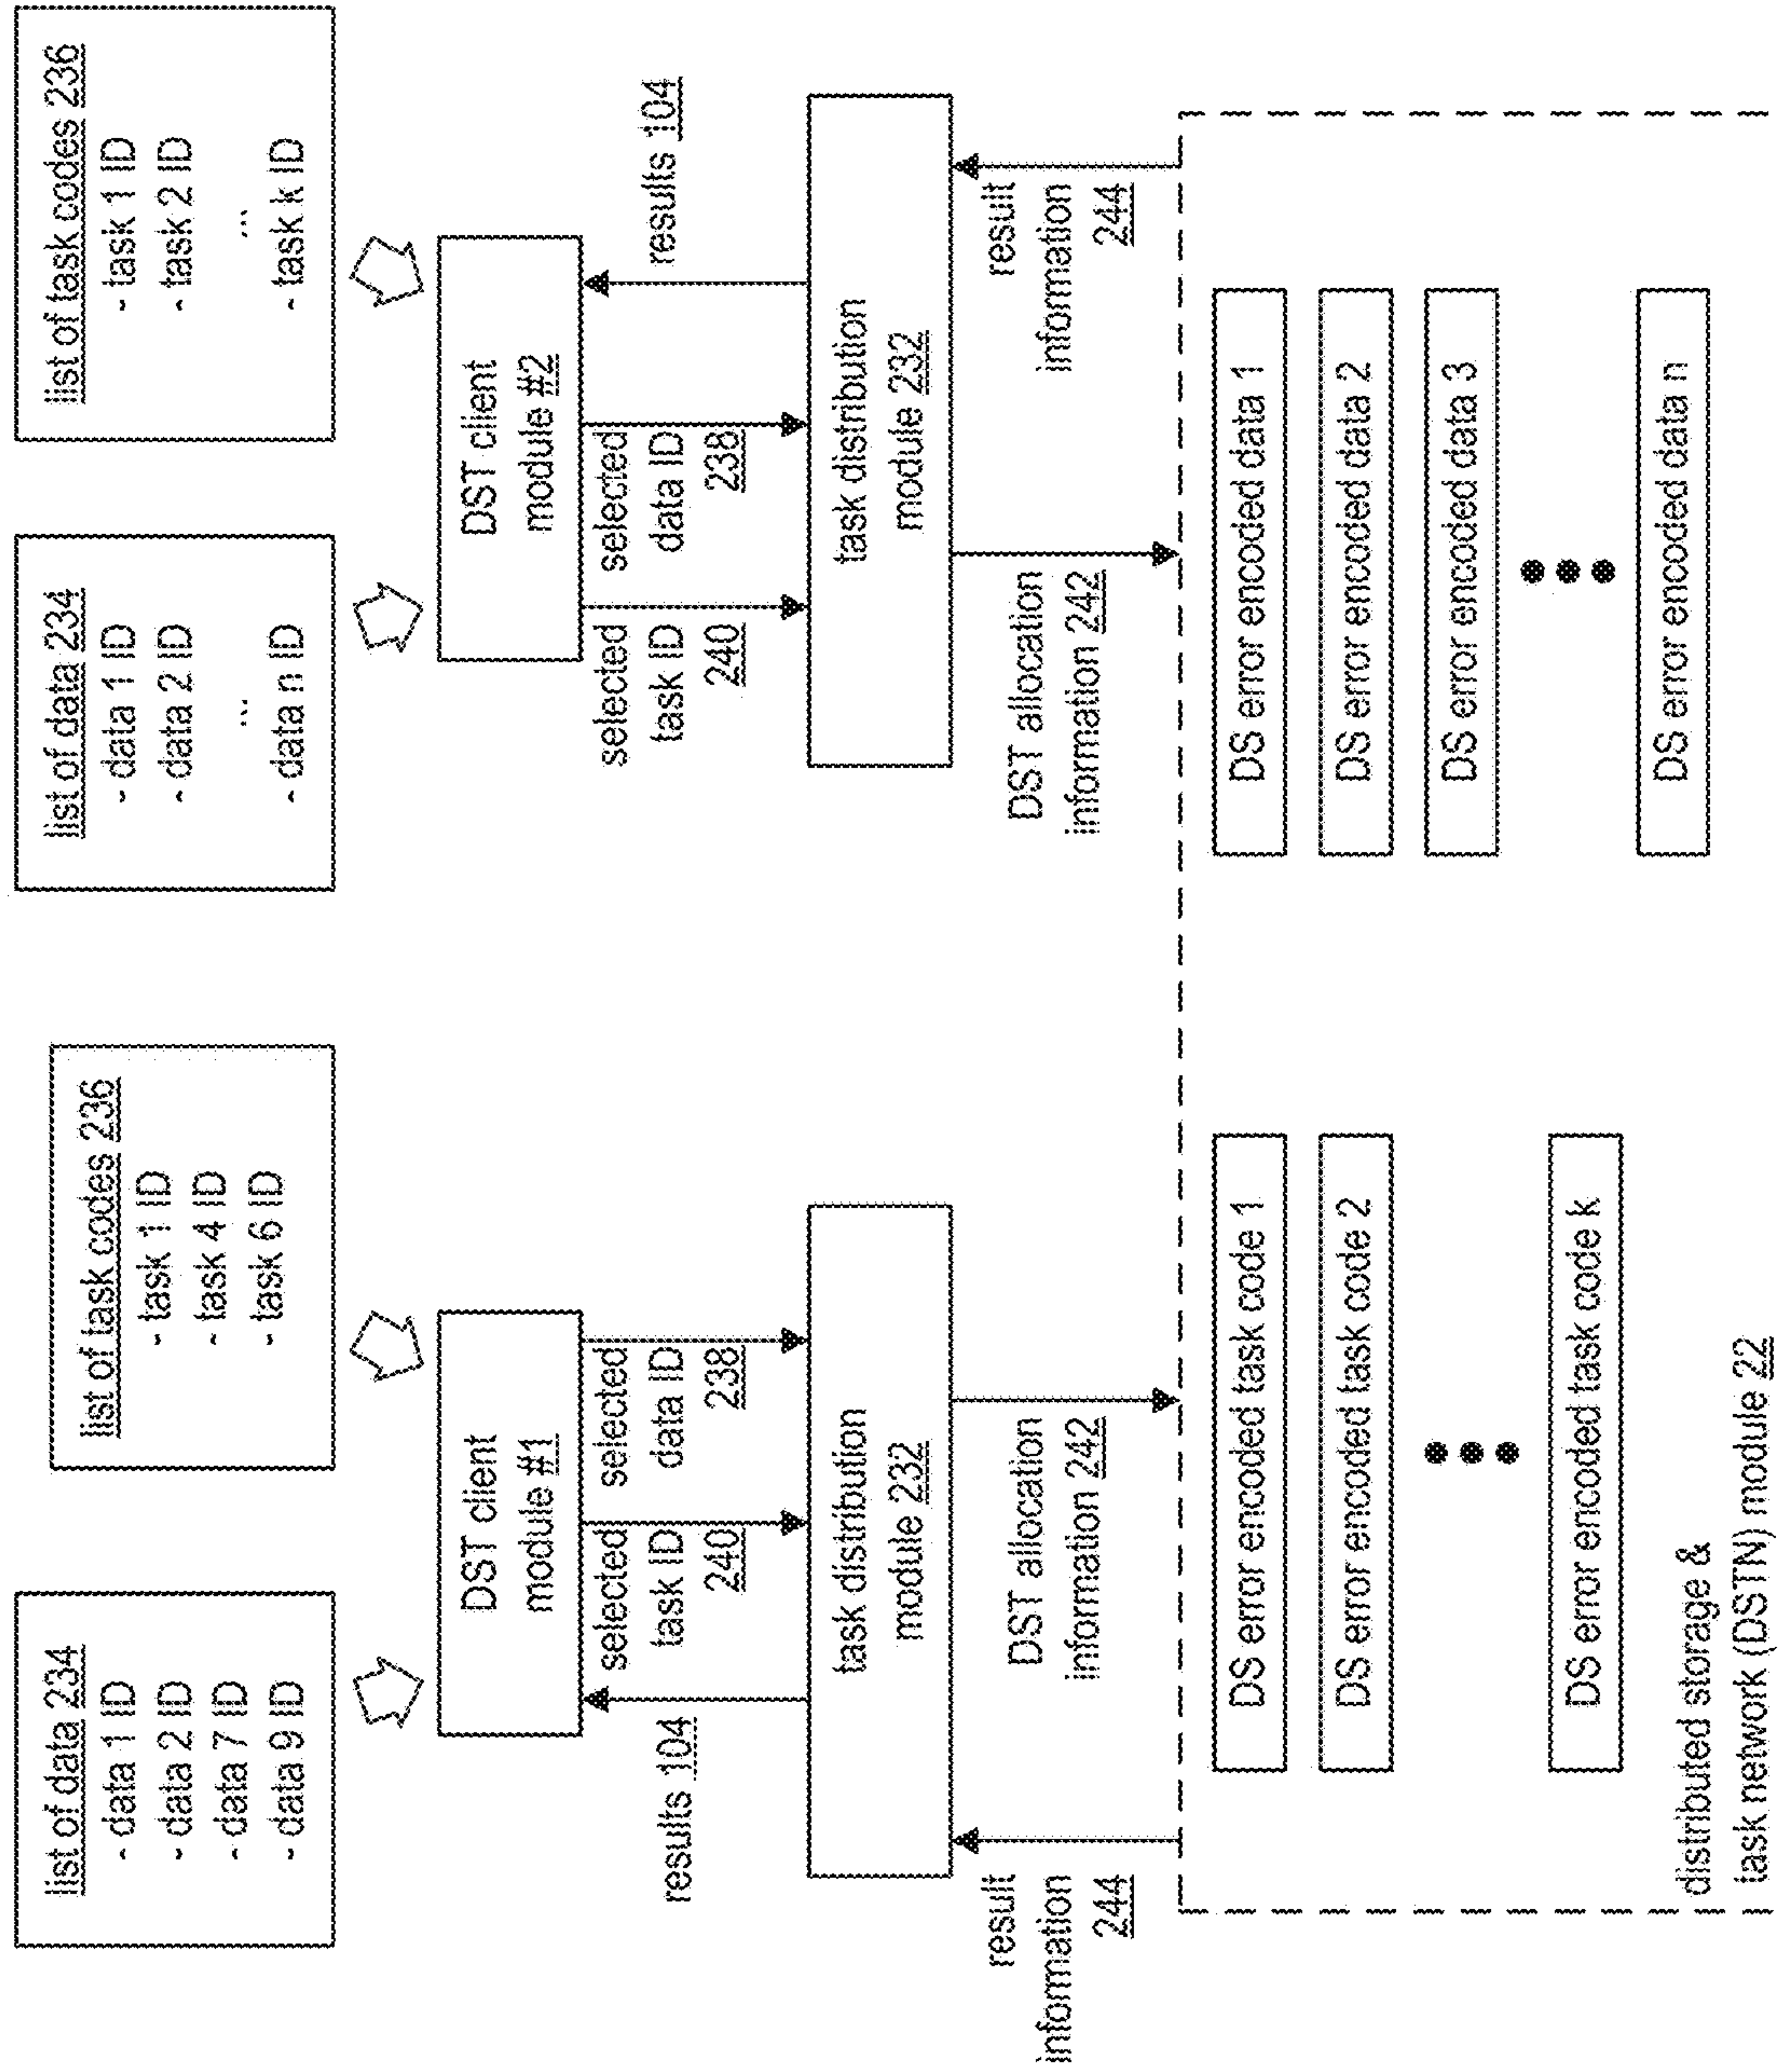 list of data 234
- data 1 ID
- data 2 ID
- data 7 ID
- data 9 ID
list of task codes 236
- task 1 ID
- task 4 ID
- task 6 ID
list of data 234
- data 1 ID
- data 2 ID
...
- data n ID
list of task codes 236
- task 1 ID
- task 2 ID
...
- task k ID
DST client
module #1
DST client
module #2
results 104
selected
task ID
240
selected
data ID
238
selected
task ID
240
selected
data ID
238
results 104
task distribution
module 232
task distribution
module 232
result
information
244
DST allocation
information 242
DST allocation
information 242
result
information
244
DS error encoded task code 1
DS error encoded task code 2
DS error encoded task code k
DS error encoded data 1
DS error encoded data 2
DS error encoded data 3
DS error encoded data n
distributed storage &
task network (DSTN) module 22